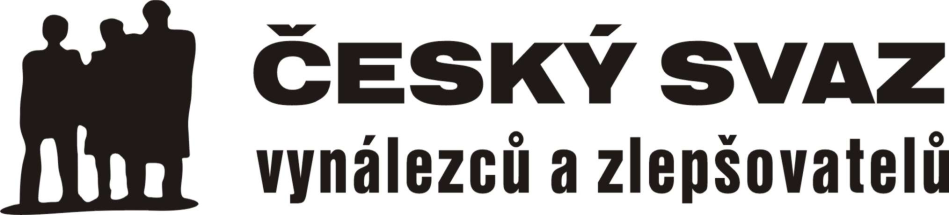 ČESKÝ SVAZ
vynálezců a zlepšovatelů